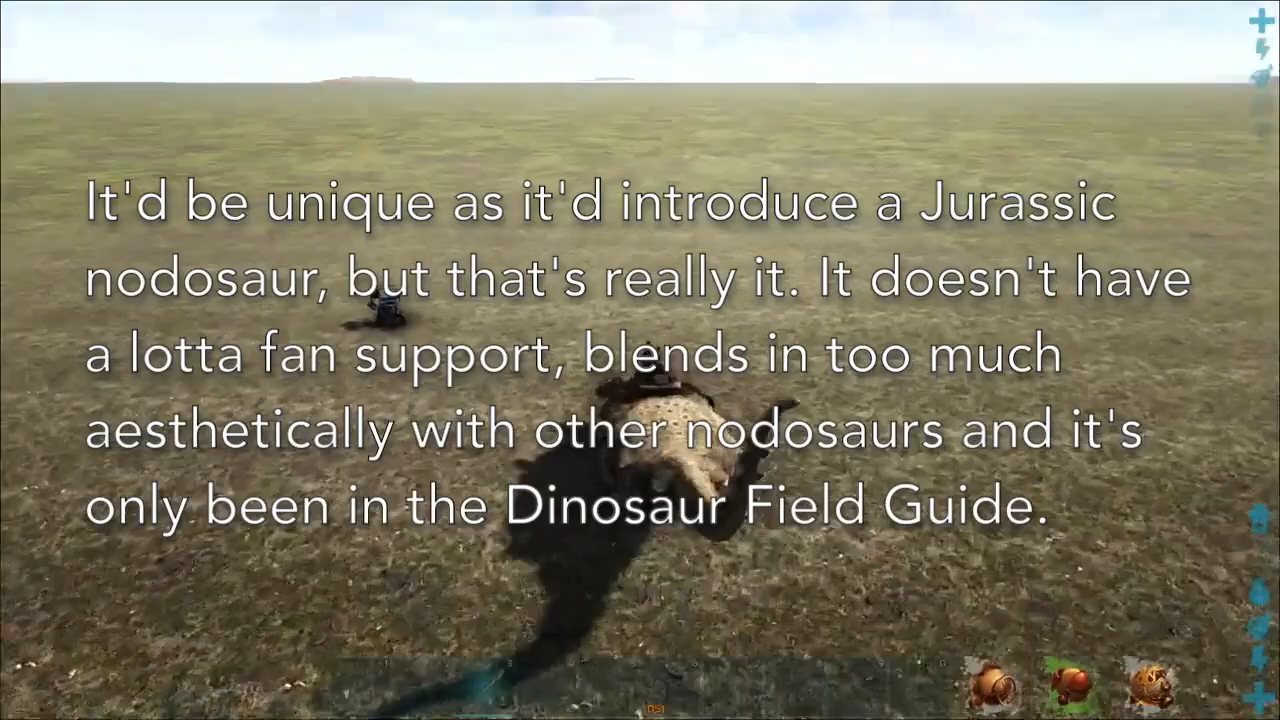 It'd be unique as it'd introduce a Jurassic
nodosaur, but that's really it. It doesn't have
a lotta fan support, blends in too much
aesthetically with other nodosaurs and it's
only been in the Dinosaur Field Guide.